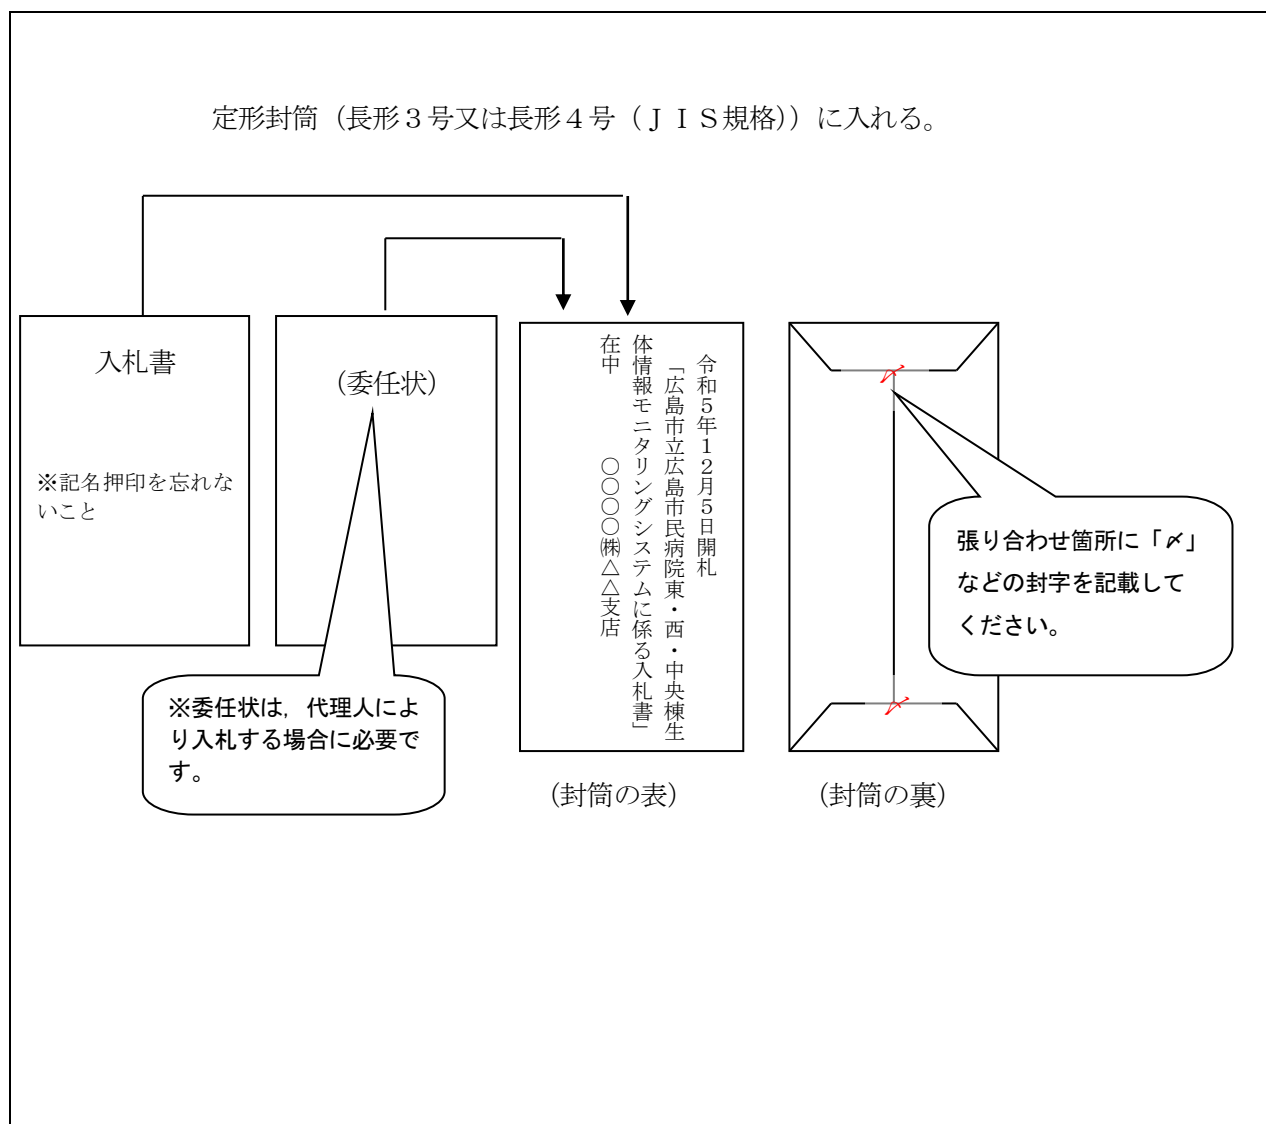 定形封筒（長形３号又は長形４号（ＪＩＳ規格））に入れる。
入札書
※記名押印を忘れな
いこと
（委任状）
※委任状は，代理人によ
り入札する場合に必要で
す。
令和５年１２月５日開札
「広島市立広島市民病院東・西・中央棟生
体情報モニタリングシステムに係る入札書」
在中
○○○○㈱△△支店
（封筒の表）
〆
〆
張り合わせ箇所に「〆」
などの封字を記載して
ください。
（封筒の裏）